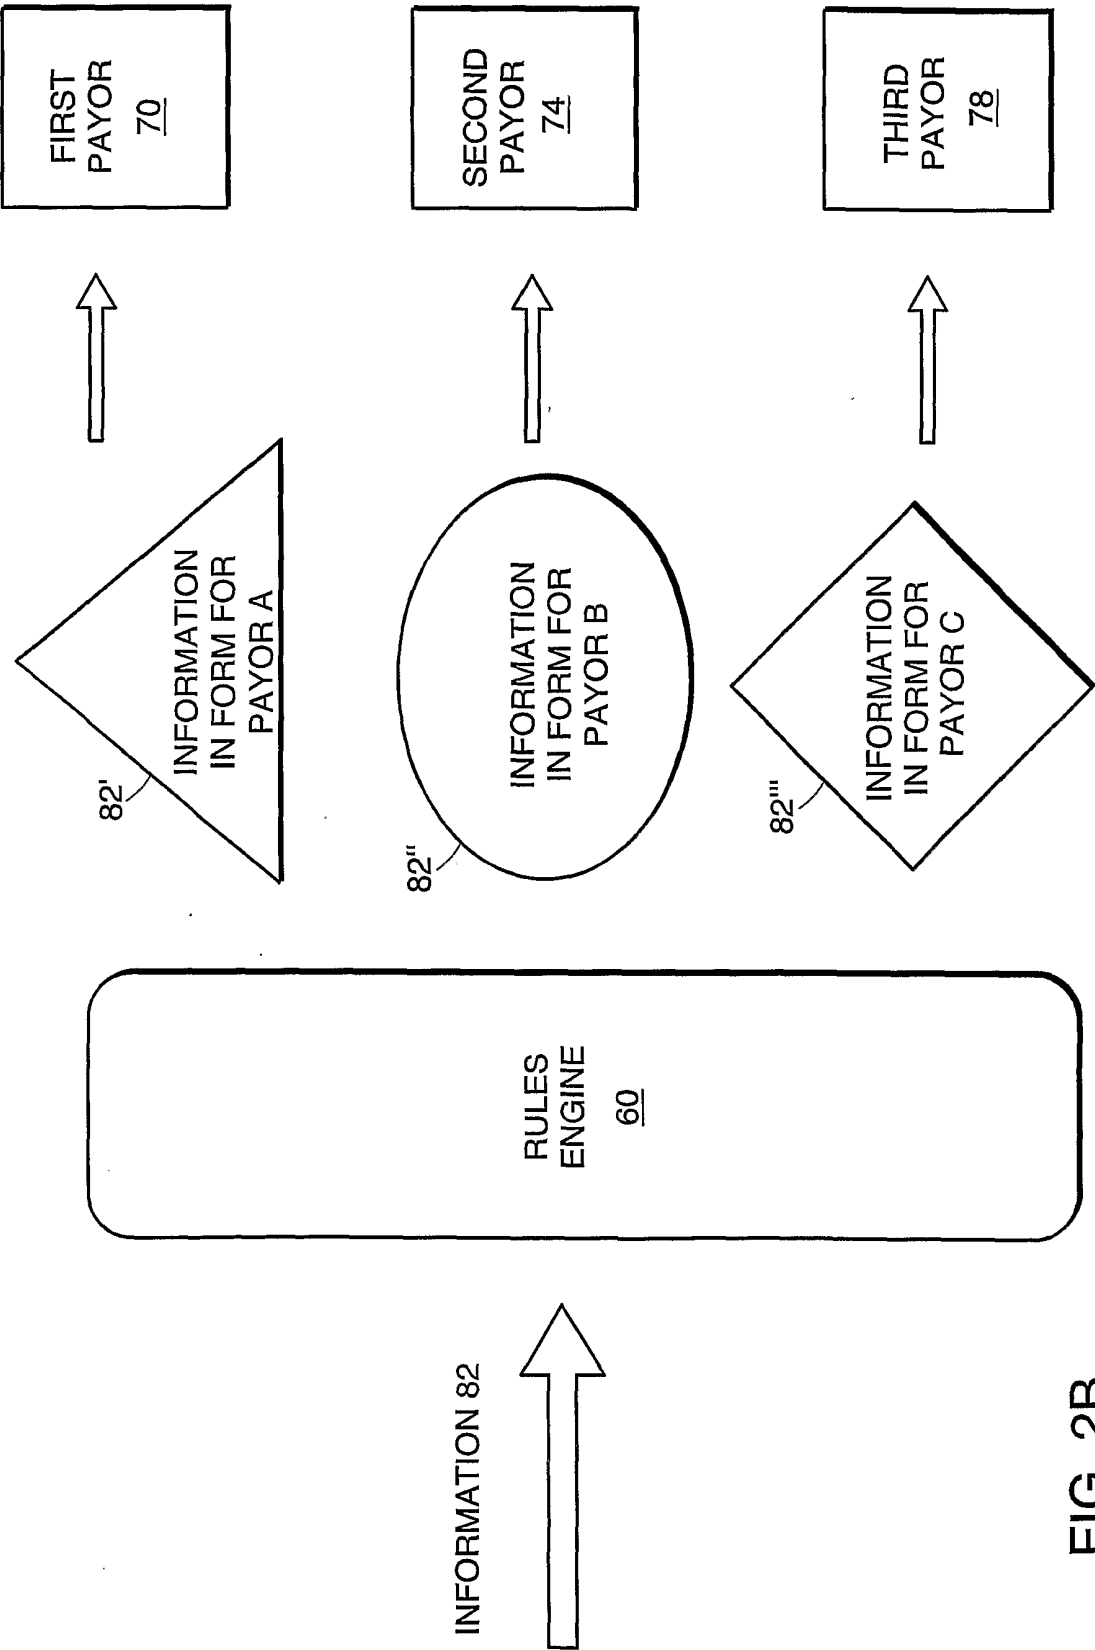 INFORMATION 82
RULES
ENGINE
60
82'
INFORMATION
IN FORM FOR
PAYOR A
FIRST
PAYOR
70
82''
INFORMATION
IN FORM FOR
PAYOR B
SECOND
PAYOR
74
82'''
INFORMATION
IN FORM FOR
PAYOR C
THIRD
PAYOR
78
FIG. 2B